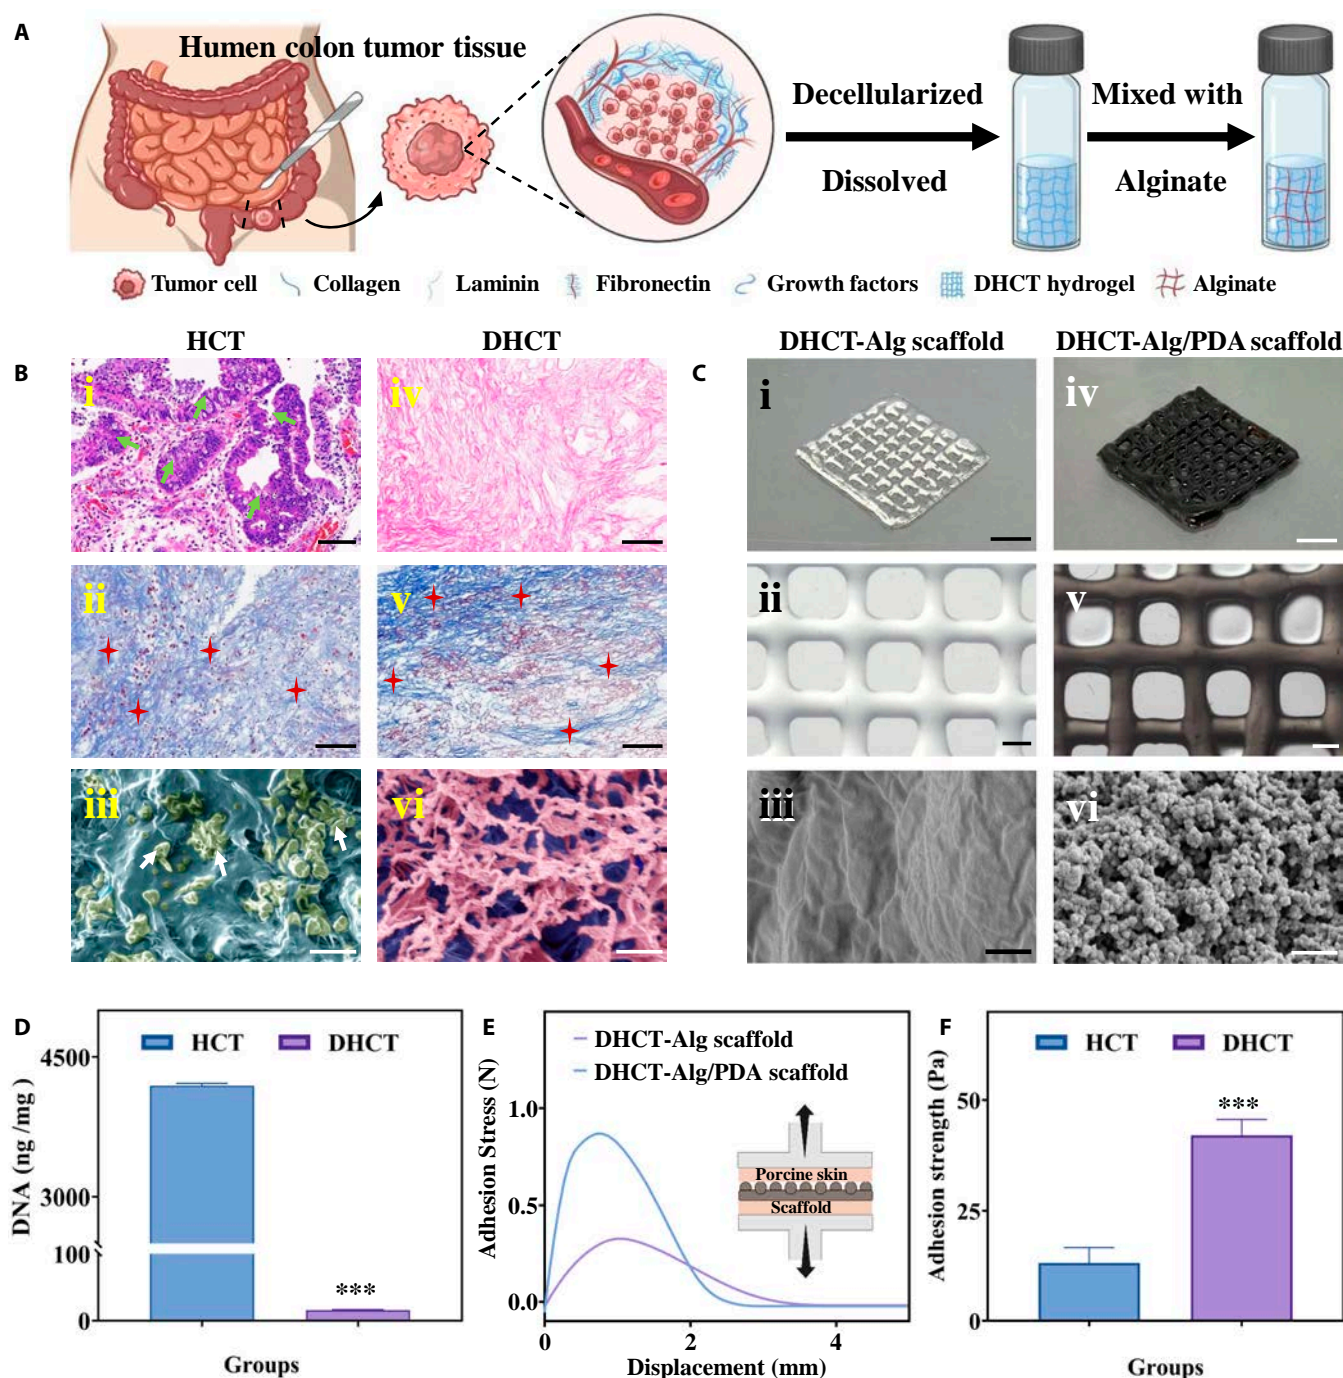 A
Humen colon tumor tissue
Decellularized
Dissolved
Mixed with
Alginate
Tumor cell
Collagen
Laminin
Fibronectin
Growth factors
DHCT hydrogel
Alginate
B
HCT
DHCT
i
iv
ii
v
iii
vi
C
DHCT-Alg scaffold
DHCT-Alg/PDA scaffold
i
iv
ii
v
iii
vi
D
HCT
DHCT
DNA (ng /mg)
4500
3000
100
0
***
Groups
E
DHCT-Alg scaffold
DHCT-Alg/PDA scaffold
Adhesion Stress (N)
1.0
0.5
0.0
Porcine skin
Scaffold
0
2
4
Displacement (mm)
F
HCT
DHCT
Adhesion strength (Pa)
50
25
0
***
Groups